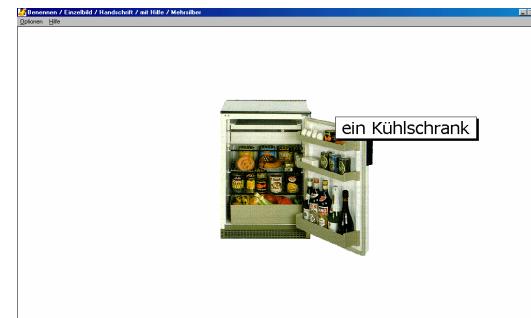 Benennen / Einzelbild / Handschrift / mit Hilfe / Mehrsilber
Optionen Hilfe
ein Kühlschrank